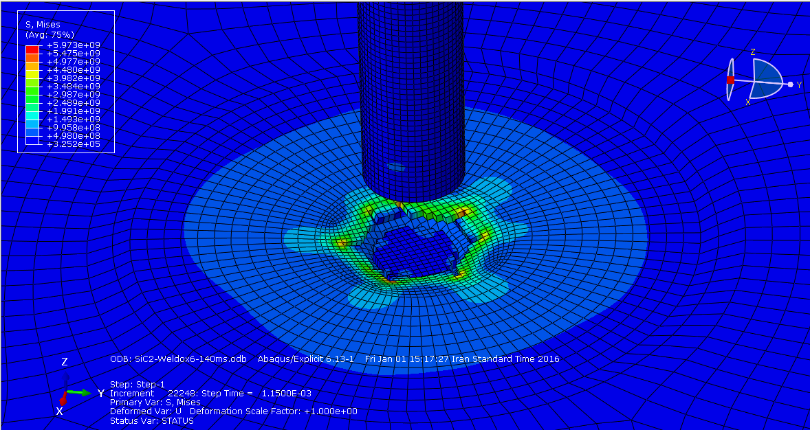 S, Mises
(Avg: 75%)
+5.973e+09
+5.475e+09
+4.977e+09
+4.480e+09
+3.982e+09
+3.484e+09
+2.987e+09
+2.489e+09
+1.991e+09
+1.493e+09
+9.958e+08
+4.980e+08
+3.252e+05
Z
Y
X
ODB: SiC2-Weldox6-140ms.odb Abaqus/Explicit 6.13-1 Fri Jan 01 15:17:27 Iran Standard Time 2016
Z
Y
X
Step: Step-1
Increment 22248: Step Time = 1.1500E-03
Primary Var: S, Mises
Deformed Var: U Deformation Scale Factor: +1.000e+00
Status Var: STATUS